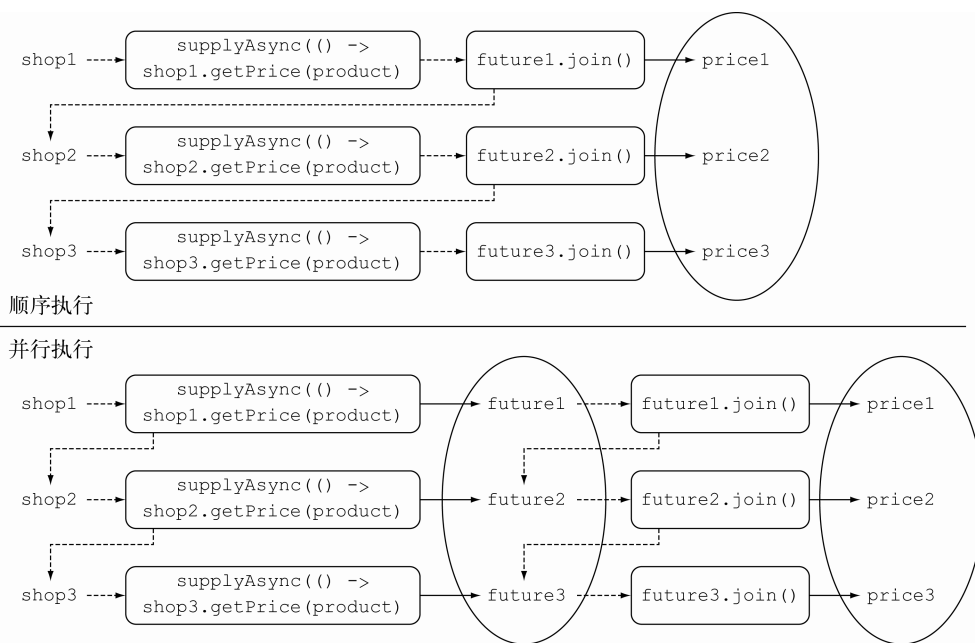 shop1
supplyAsync(() ->
shop1.getPrice(product)
future1.join()
price1
shop2
supplyAsync(() ->
shop2.getPrice(product)
future2.join()
price2
shop3
supplyAsync(() ->
shop3.getPrice(product)
future3.join()
price3
顺序执行
并行执行
shop1
supplyAsync(() ->
shop1.getPrice(product)
future1
future1.join()
price1
shop2
supplyAsync(() ->
shop2.getPrice(product)
future2
future2.join()
price2
shop3
supplyAsync(() ->
shop3.getPrice(product)
future3
future3.join()
price3